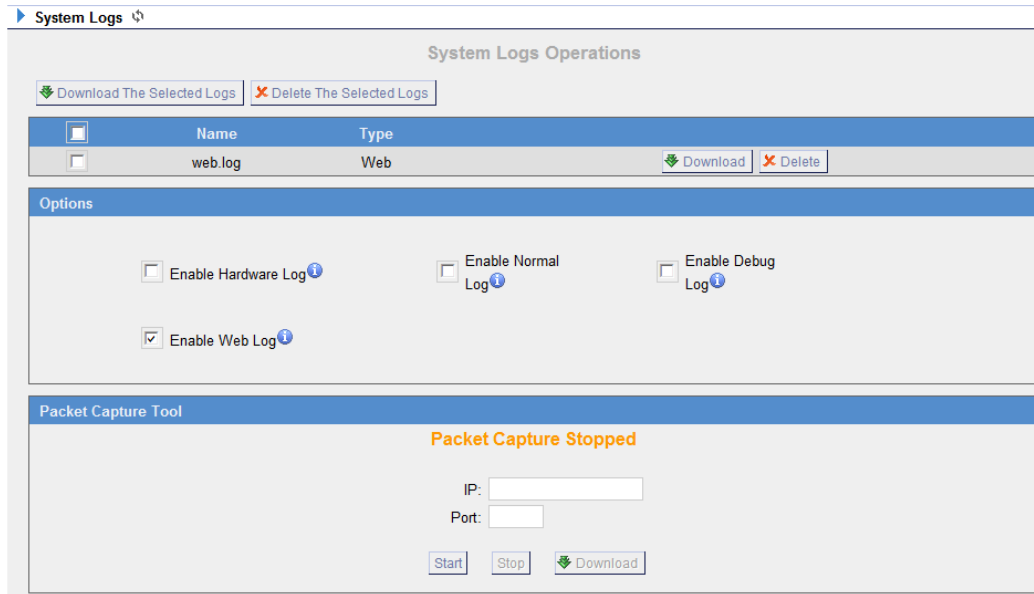 System Logs
System Logs Operations
Download The Selected Logs Delete The Selected Logs
Name Type
web.log Web Download Delete
Options
Enable Hardware Log
Enable Normal
Log
Enable Debug
Log
Enable Web Log
Packet Capture Tool
Packet Capture Stopped
IP:
Port:
Start Stop Download